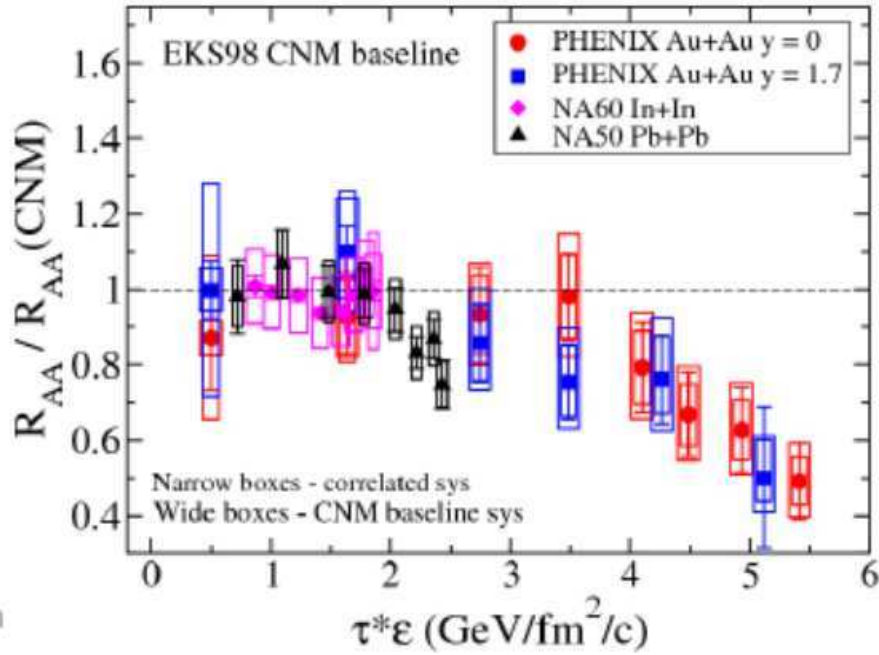 EKS98 CNM baseline
PHENIX Au+Au y = 0
PHENIX Au+Au y = 1.7
NA60 In+In
NA50 Pb+Pb
R_AA / R_AA(CNM)
1.6
1.4
1.2
1
0.8
0.6
0.4
Narrow boxes - correlated sys
Wide boxes - CNM baseline sys
0 1 2 3 4 5 6
τ*ε (GeV/fm²/c)